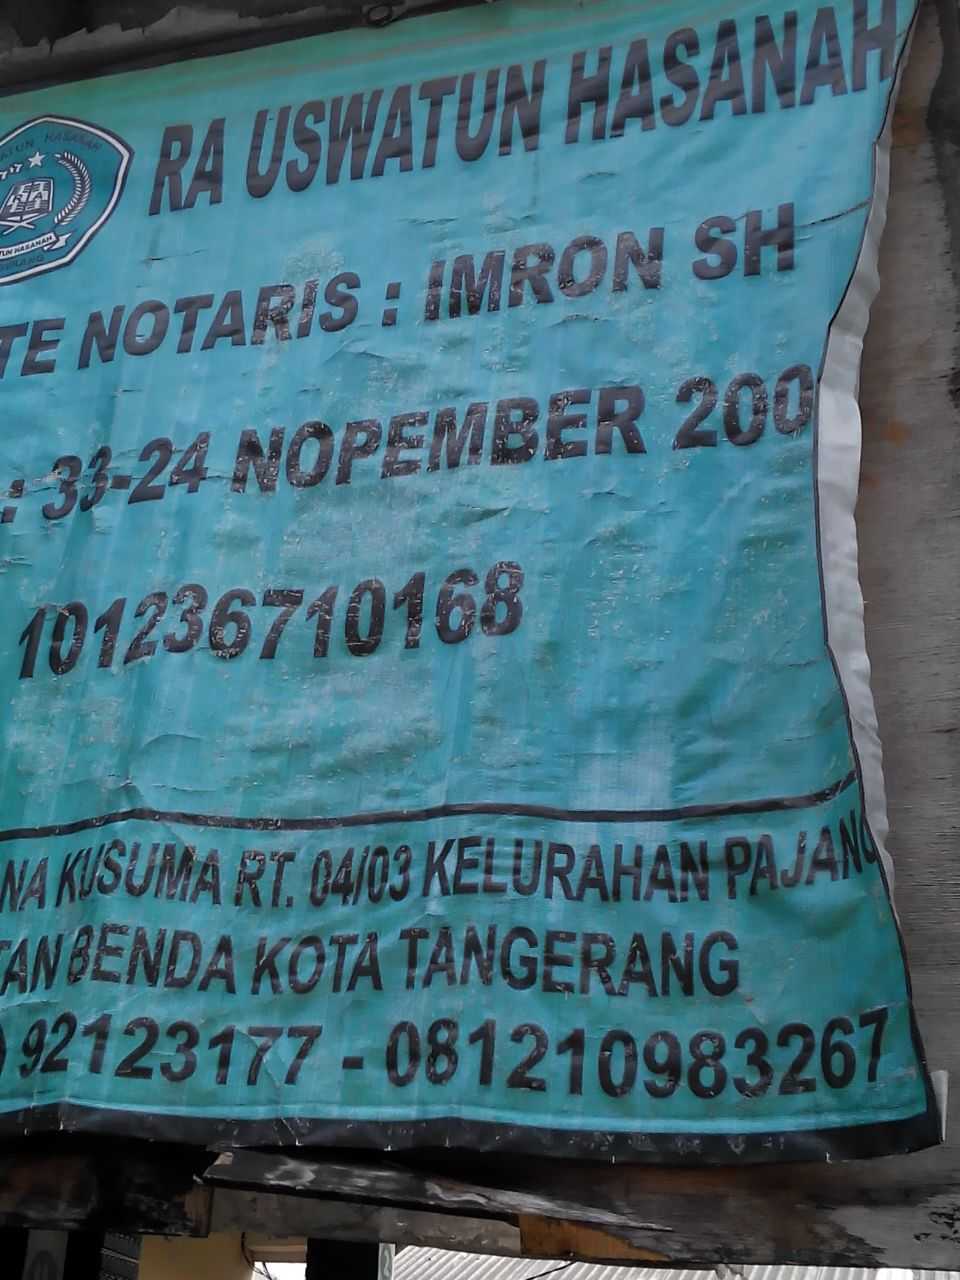 RA USWATUN HASANAH
TE NOTARIS : IMRON SH
: 33-24 NOPEMBER 200
101236710168
NA KUSUMA RT. 04/03 KELURAHAN PAJANG
TAN BENDA KOTA TANGERANG
) 92123177 - 081210983267